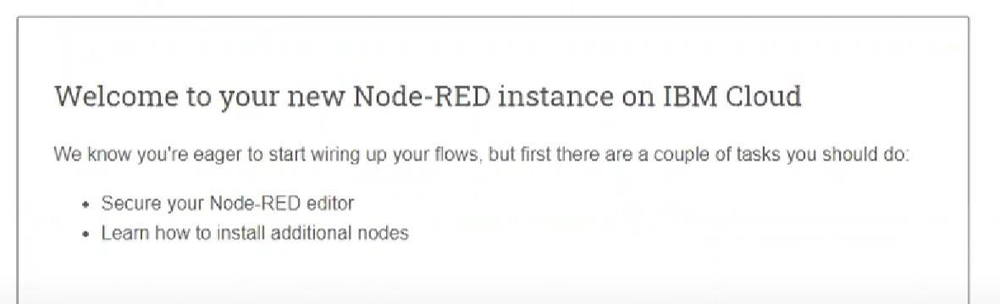 Welcome to your new Node-RED instance on IBM Cloud
We know you're eager to start wiring up your flows, but first there are a couple of tasks you should do:
• Secure your Node-RED editor
• Learn how to install additional nodes